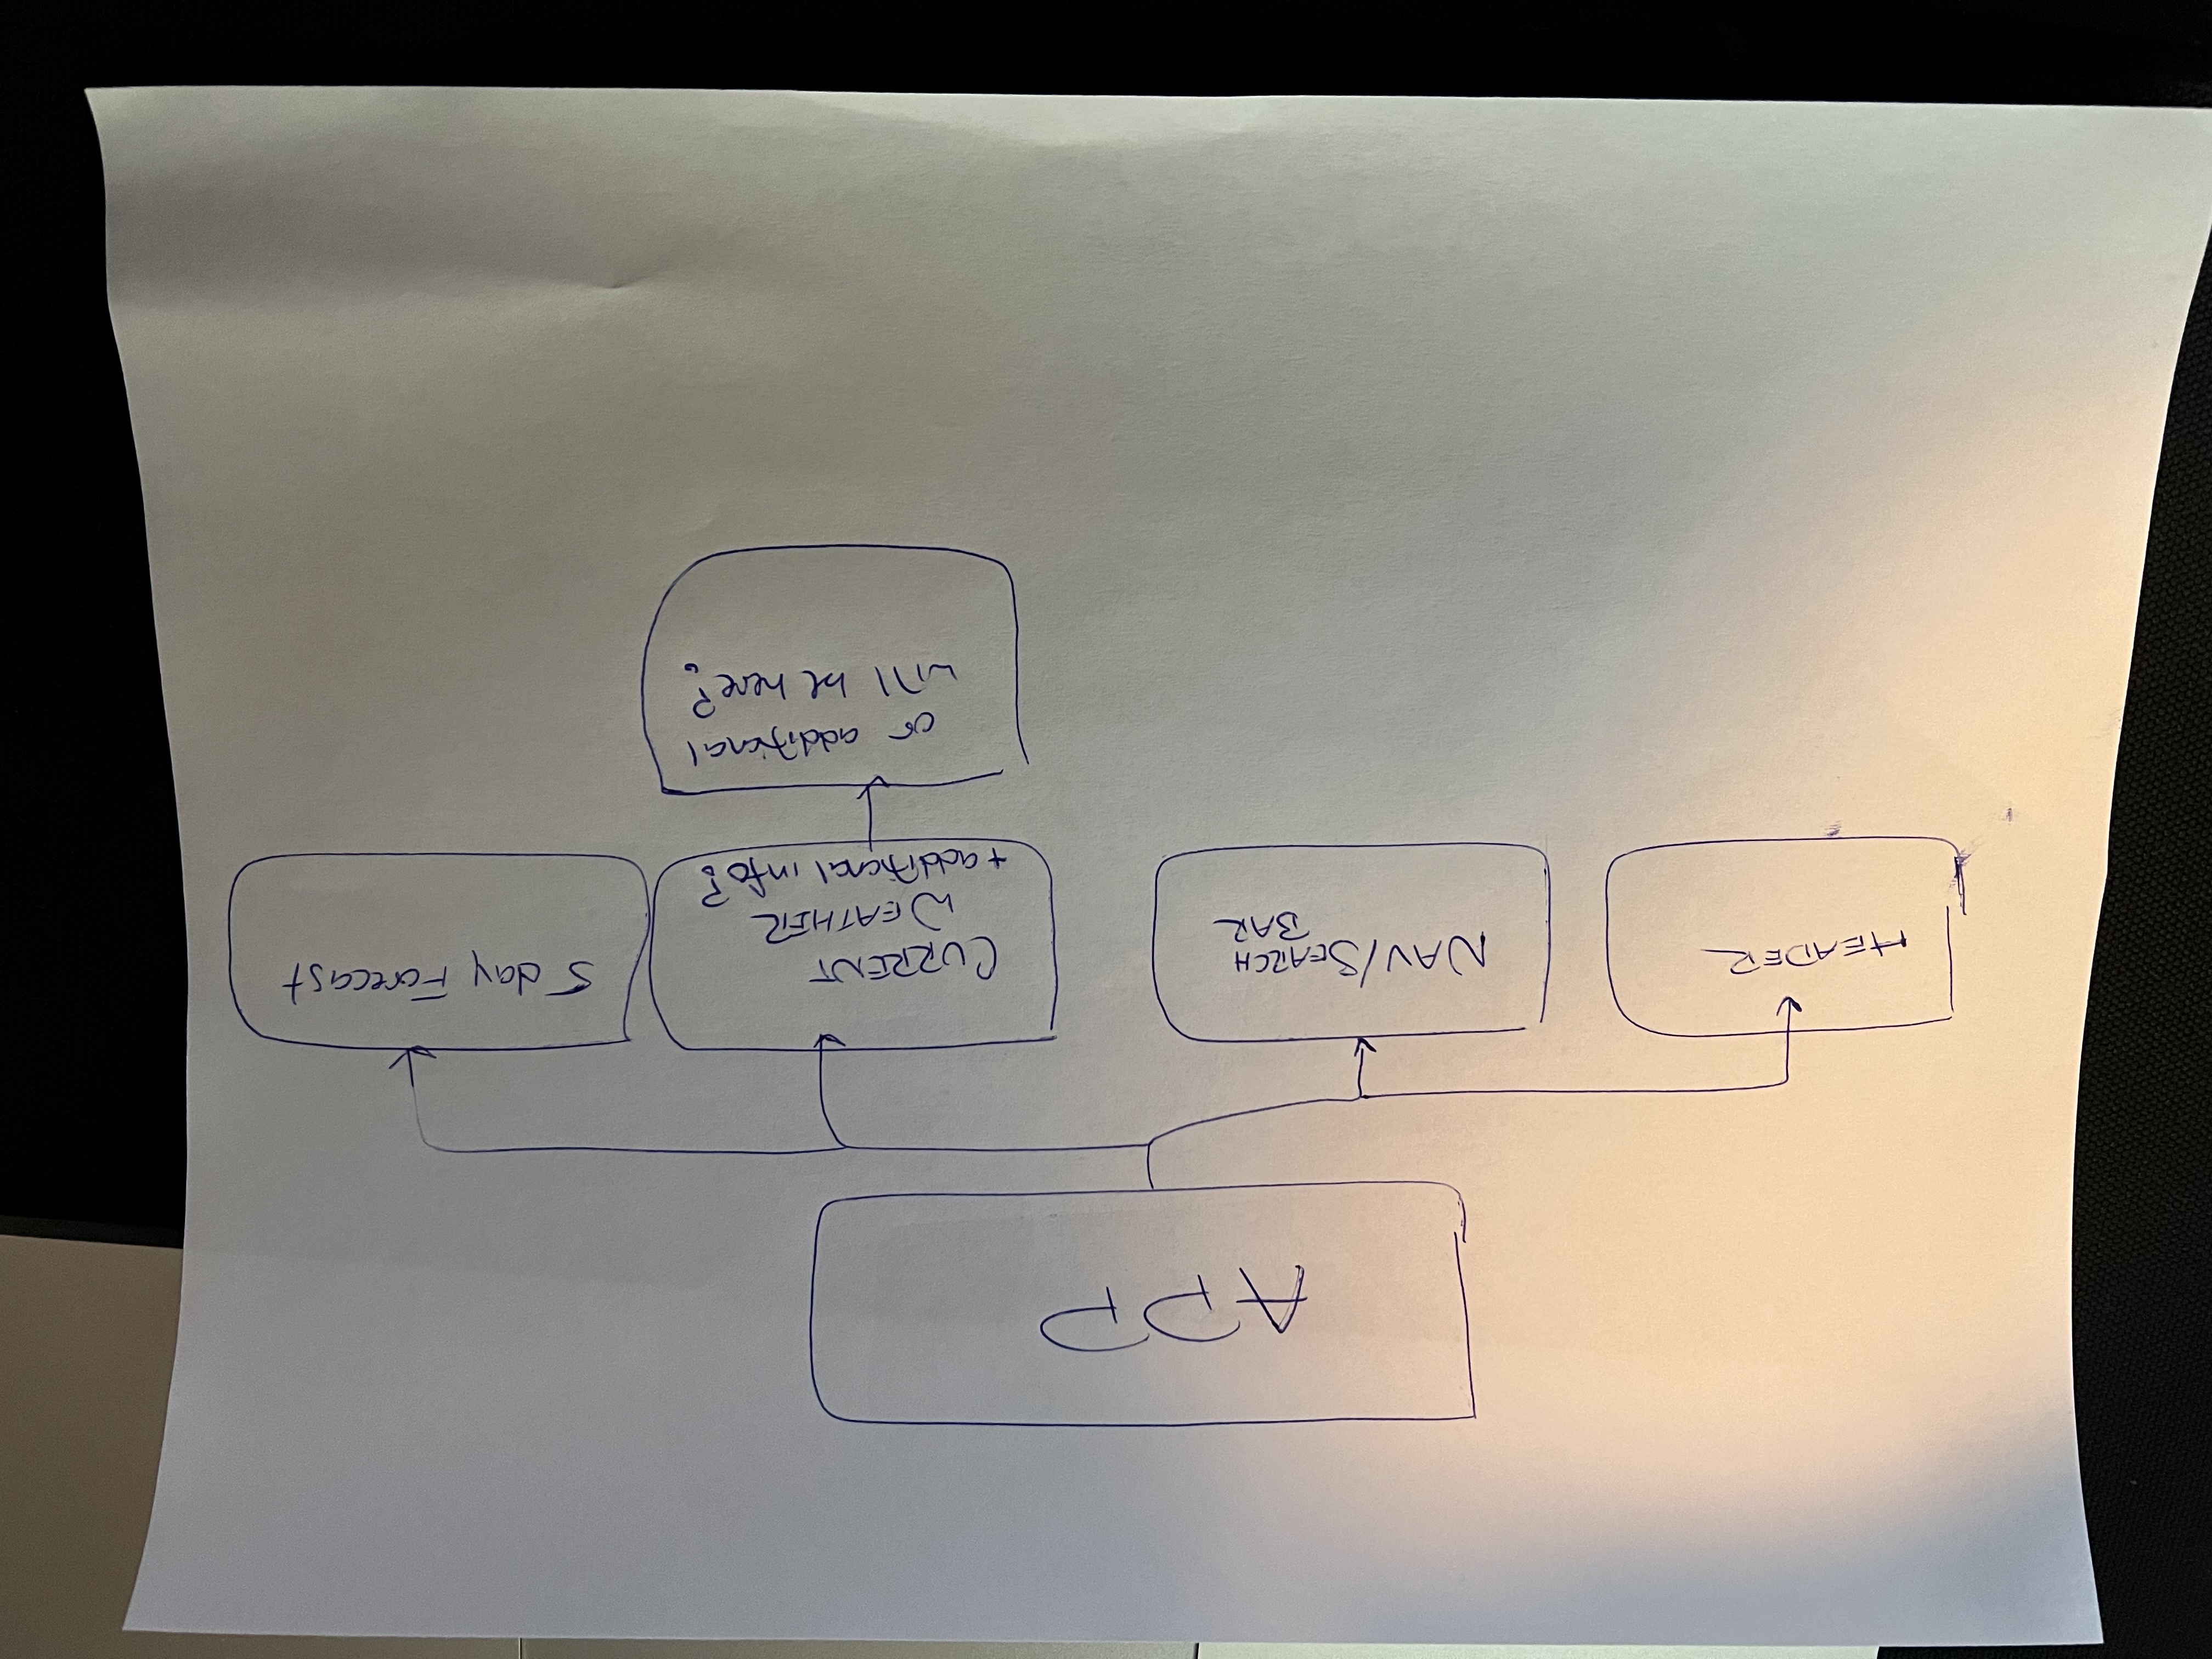 APP
HEADER
NAV/SEARCH
BAR
CURRENT
WEATHER
+ additional info?
5 day Forecast
or additional
will be here?